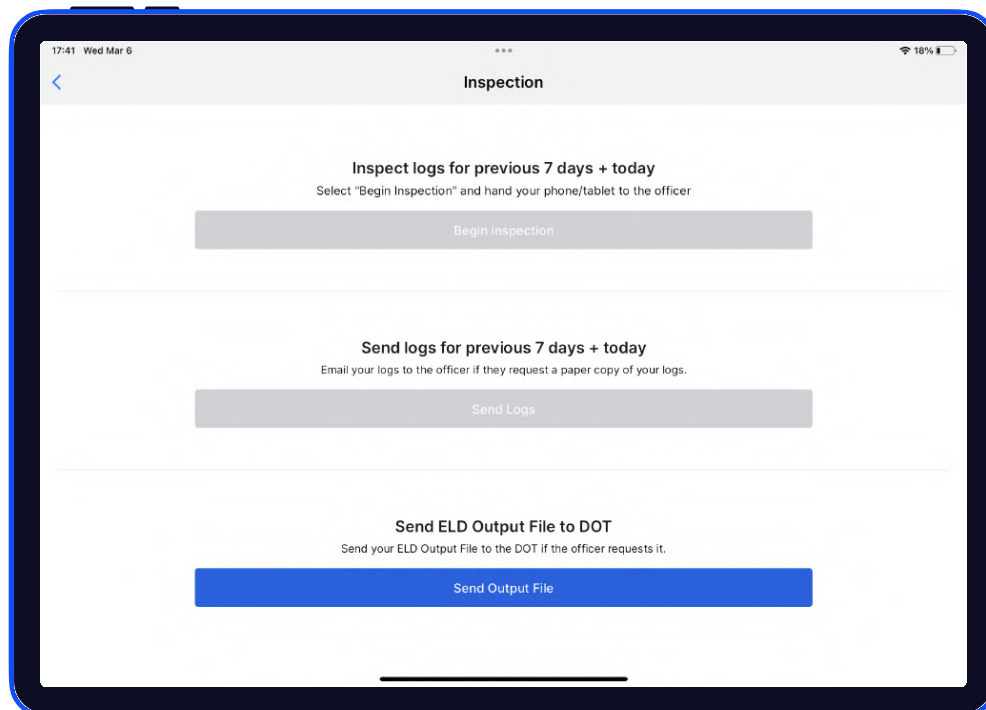 17:41 Wed Mar 6
18%
Inspection
Inspect logs for previous 7 days + today
Select "Begin Inspection" and hand your phone/tablet to the officer
Begin inspection
Send logs for previous 7 days + today
Email your logs to the officer if they request a paper copy of your logs.
Send Logs
Send ELD Output File to DOT
Send your ELD Output File to the DOT if the officer requests it.
Send Output File